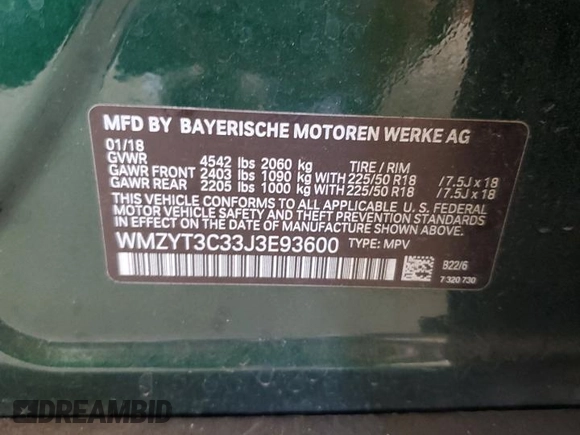 MFD BY BAYERISCHE MOTOREN WERKE AG
01/18
GVWR 4542 lbs 2060 kg TIRE / RIM
GAWR FRONT 2403 lbs 1090 kg WITH 225/50 R18 / 7.5J x 18
GAWR REAR 2205 lbs 1000 kg WITH 225/50 R18 / 7.5J x 18
THIS VEHICLE CONFORMS TO ALL APPLICABLE U. S. FEDERAL
MOTOR VEHICLE SAFETY, BUMPER, AND
THEFT PREVENTION STANDARDS IN EFFECT
ON THE DATE OF MANUFACTURE SHOWN ABOVE.
WMZYT3C33J3E93600 TYPE: MPV
B22/6
7 320 730
DREAMBID